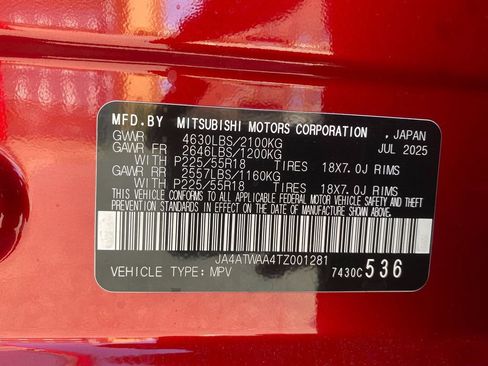 MFD.BY MITSUBISHI MOTORS CORPORATION, JAPAN
GVWR 4630LBS/2100KG JUL 2025
GAWR FR 2646LBS/1200KG
WITH P225/55R18 TIRES 18X7.0J RIMS
GAWR RR 2557LBS/1160KG
WITH P225/55R18 TIRES 18X7.0J RIMS
THIS VEHICLE CONFORMS TO ALL APPLICABLE FEDERAL MOTOR VEHICLE SAFETY AND THEFT
PREVENTION STANDARDS IN EFFECT ON THE DATE OF MANUFACTURE SHOWN ABOVE.
JA4ATWAA4TZ001281
VEHICLE TYPE: MPV 7430C 536